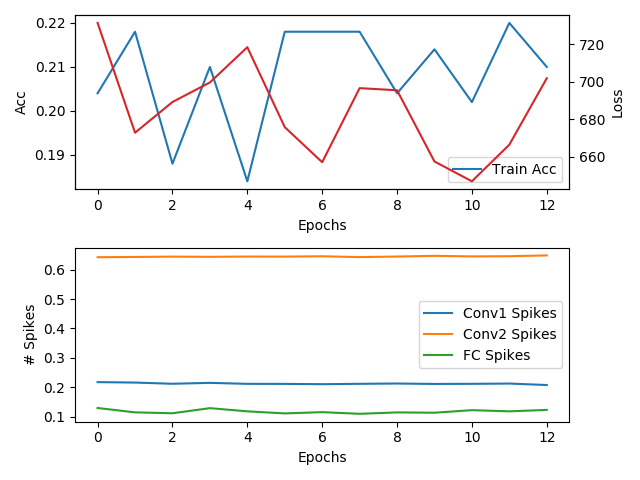 0.22
0.21
0.20
0.19
Acc
720
700
680
660
Loss
Train Acc
0 2 4 6 8 10 12
Epochs
0.6
0.5
0.4
0.3
0.2
0.1
# Spikes
Conv1 Spikes
Conv2 Spikes
FC Spikes
0 2 4 6 8 10 12
Epochs